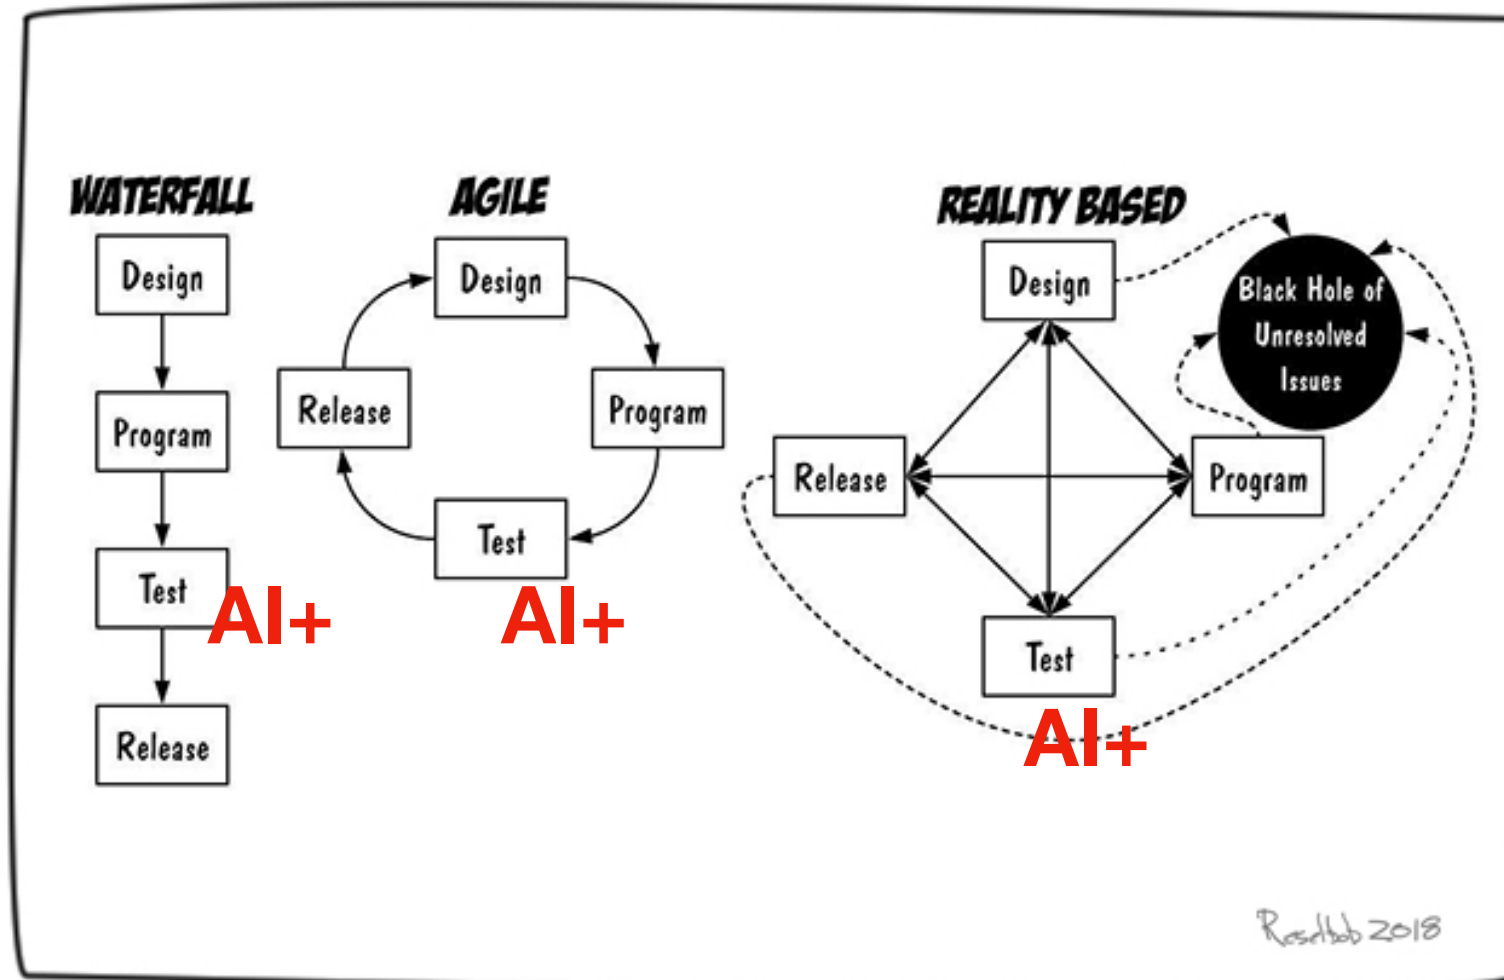 WATERFALL
Design
Program
Test
AI+
Release
AGILE
Design
Program
Test
AI+
Release
REALITY BASED
Design
Black Hole of
Unresolved
Issues
Release
Program
Test
AI+
2018